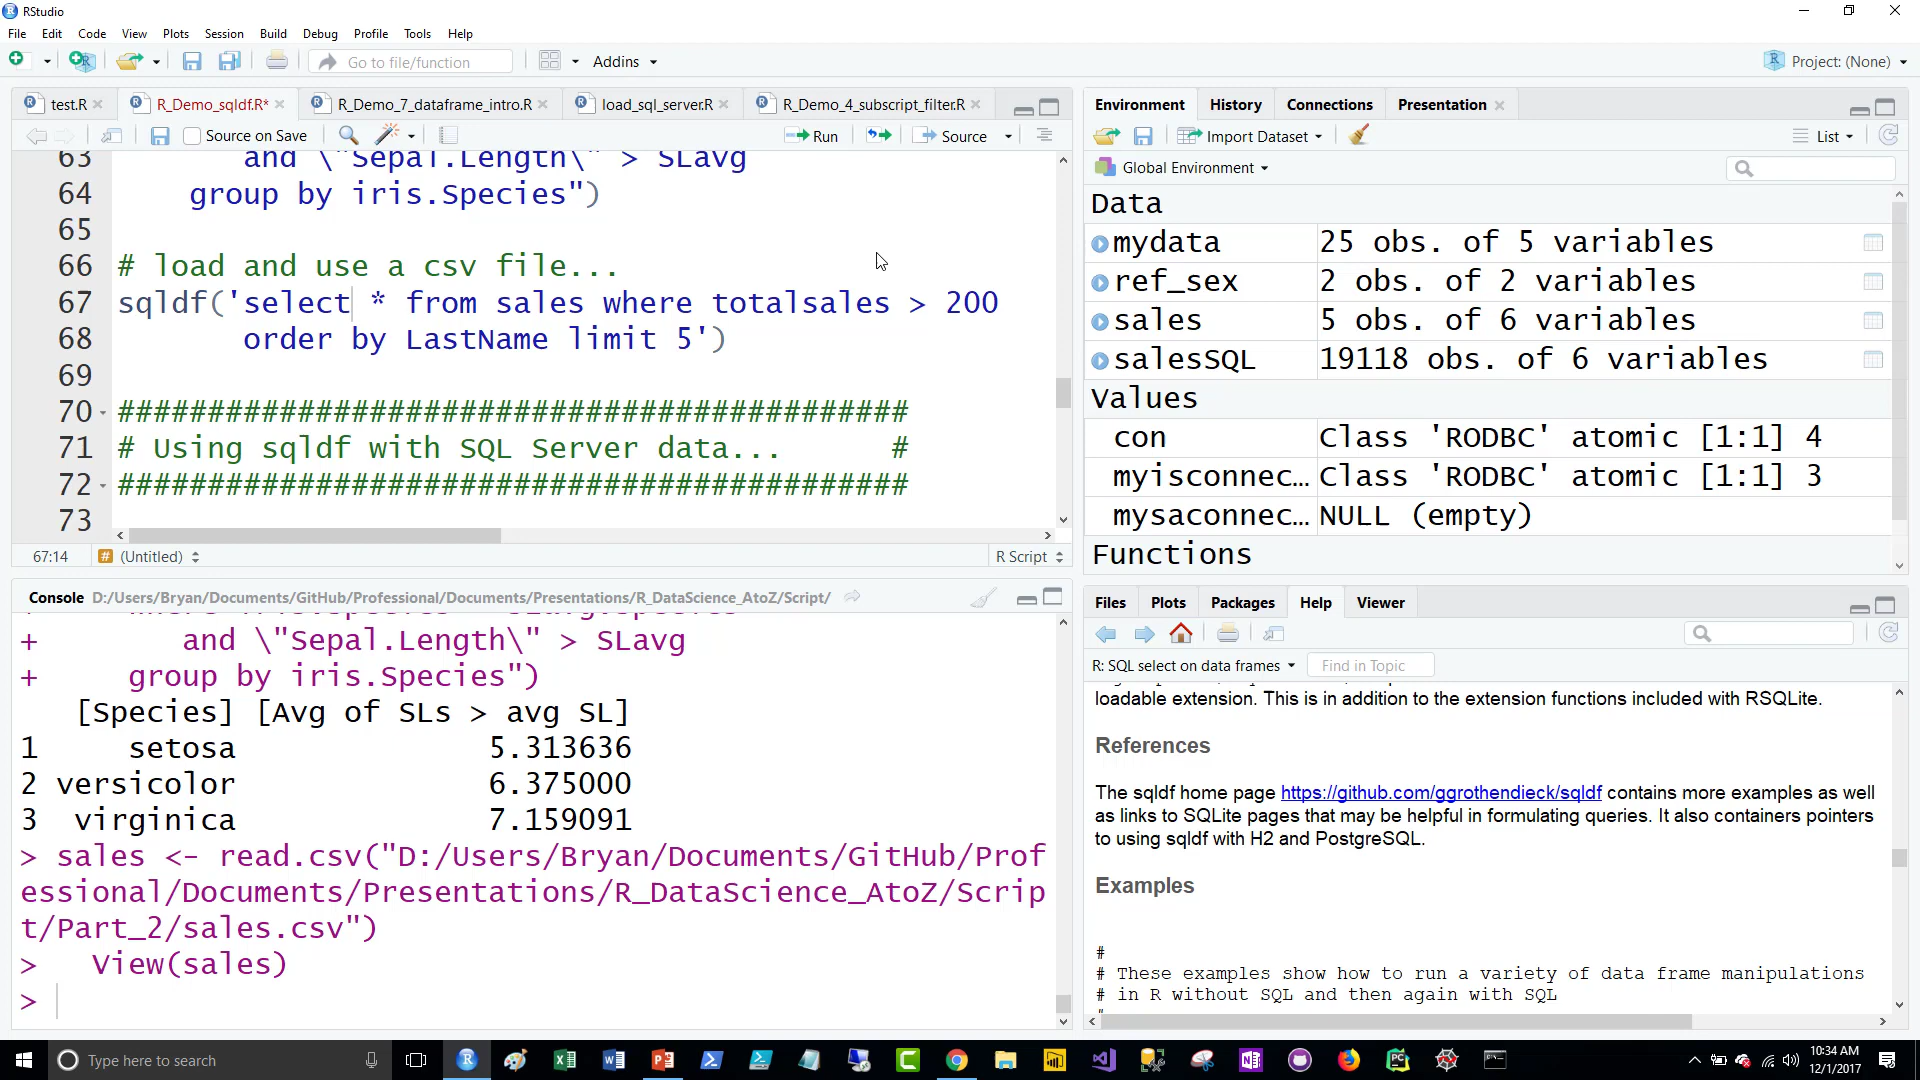 RStudio
File Edit Code View Plots Session Build Debug Profile Tools Help
Go to file/function
Addins
Project: (None)
test.R
R_Demo_sqldf.R*
R_Demo_7_dataframe_intro.R
load_sql_server.R
R_Demo_4_subscript_filter.R
Source on Save
Run
Source
63 and \"Sepal.Length\" > SLavg
64 group by iris.Species")
65
66 # load and use a csv file...
67 sqldf('select * from sales where totalsales > 200
68 order by LastName limit 5')
69
70 ############################################
71 # Using sqldf with SQL Server data... #
72 ############################################
73
67:14
(Untitled)
R Script
Console D:/Users/Bryan/Documents/GitHub/Professional/Documents/Presentations/R_DataScience_AtoZ/Script/
+ and \"Sepal.Length\" > SLavg
+ group by iris.Species")
[Species] [Avg of SLs > avg SL]
1 setosa 5.313636
2 versicolor 6.375000
3 virginica 7.159091
> sales <- read.csv("D:/Users/Bryan/Documents/GitHub/Prof
essional/Documents/Presentations/R_DataScience_AtoZ/Scrip
t/Part_2/sales.csv")
> View(sales)
>
Environment History Connections Presentation
Import Dataset
List
Global Environment
Data
mydata 25 obs. of 5 variables
ref_sex 2 obs. of 2 variables
sales 5 obs. of 6 variables
salesSQL 19118 obs. of 6 variables
Values
con Class 'RODBC' atomic [1:1] 4
myisconnec... Class 'RODBC' atomic [1:1] 3
mysaconnec... NULL (empty)
Functions
Files Plots Packages Help Viewer
R: SQL select on data frames
Find in Topic
loadable extension. This is in addition to the extension functions included with RSQLite.
References
The sqldf home page https://github.com/ggrothendieck/sqldf contains more examples as well
as links to SQLite pages that may be helpful in formulating queries. It also containers pointers
to using sqldf with H2 and PostgreSQL.
Examples
#
# These examples show how to run a variety of data frame manipulations
# in R without SQL and then again with SQL
Type here to search
10:34 AM
12/1/2017